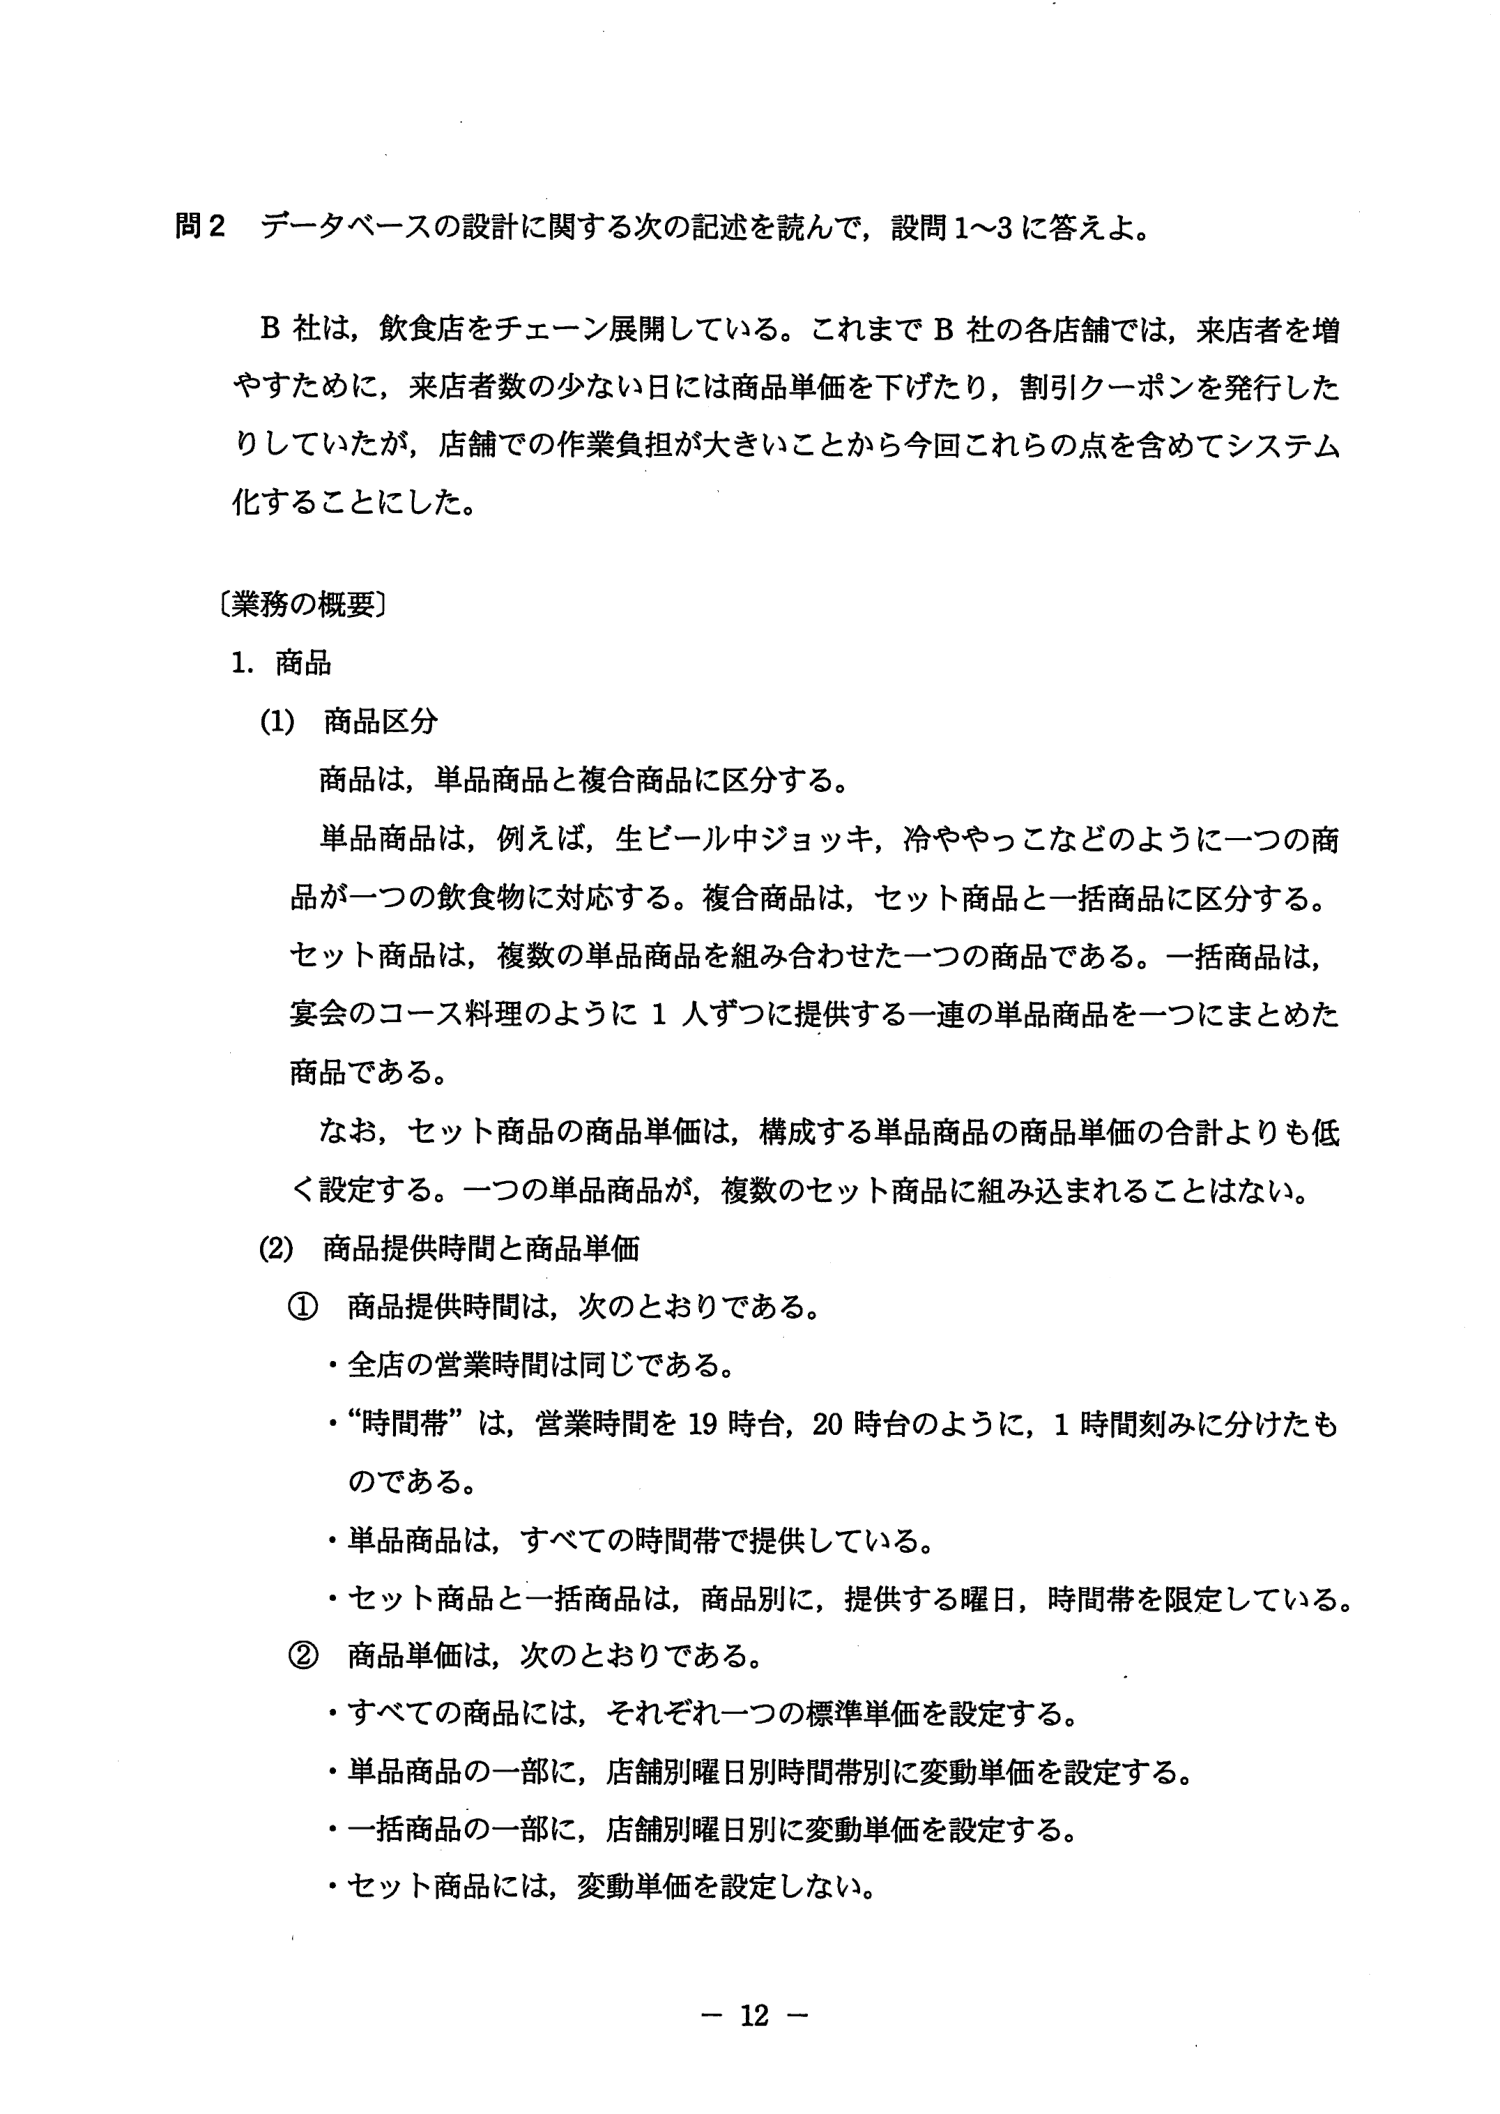 問2　データベースの設計に関する次の記述を読んで，設問1～3に答えよ。
B 社は，飲食店をチェーン展開している。これまで B 社の各店舗では，来店者を増
やすために，来店者数の少ない日には商品単価を下げたり，割引クーポンを発行した
りしていたが，店舗での作業負担が大きいことから今回これらの点を含めてシステム
化することにした。
〔業務の概要〕
1. 商品
(1)　商品区分
商品は，単品商品と複合商品に区分する。
単品商品は，例えば，生ビール中ジョッキ，冷ややっこなどのように一つの商
品が一つの飲食物に対応する。複合商品は，セット商品と一括商品に区分する。
セット商品は，複数の単品商品を組み合わせた一つの商品である。一括商品は，
宴会のコース料理のように 1 人ずつに提供する一連の単品商品を一つにまとめた
商品である。
なお，セット商品の商品単価は，構成する単品商品の商品単価の合計よりも低
く設定する。一つの単品商品が，複数のセット商品に組み込まれることはない。
(2)　商品提供時間と商品単価
①　商品提供時間は，次のとおりである。
・全店の営業時間は同じである。
・“時間帯” は，営業時間を 19 時台，20 時台のように，1 時間刻みに分けたも
のである。
・単品商品は，すべての時間帯で提供している。
・セット商品と一括商品は，商品別に，提供する曜日，時間帯を限定している。
②　商品単価は，次のとおりである。
・すべての商品には，それぞれ一つの標準単価を設定する。
・単品商品の一部に，店舗別曜日別時間帯別に変動単価を設定する。
・一括商品の一部に，店舗別曜日別に変動単価を設定する。
・セット商品には，変動単価を設定しない。
－ 12 －